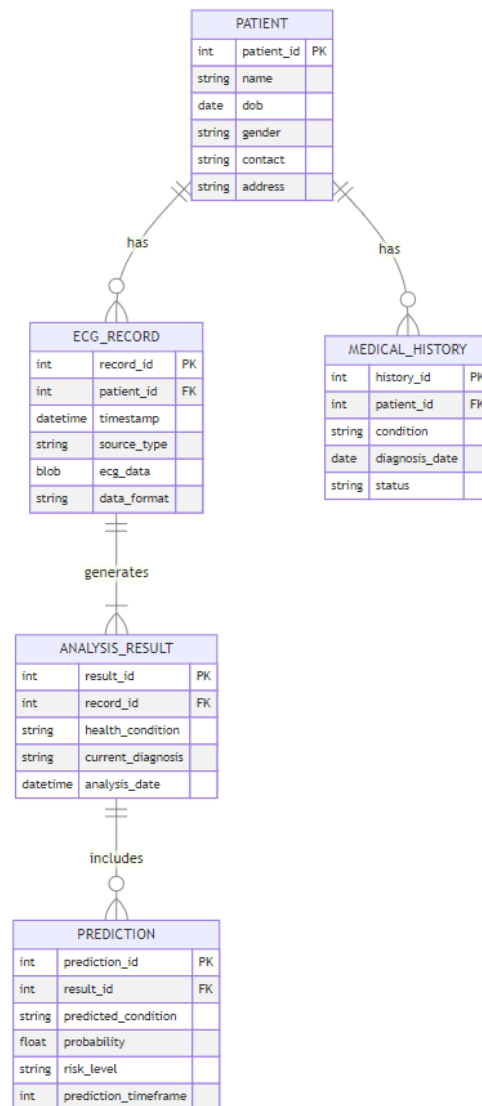 PATIENT
int patient_id PK
string name
date dob
string gender
string contact
string address
has
has
ECG_RECORD
int record_id PK
int patient_id FK
datetime timestamp
string source_type
blob ecg_data
string data_format
MEDICAL_HISTORY
int history_id PK
int patient_id FK
string condition
date diagnosis_date
string status
generates
ANALYSIS_RESULT
int result_id PK
int record_id FK
string health_condition
string current_diagnosis
datetime analysis_date
includes
PREDICTION
int prediction_id PK
int result_id FK
string predicted_condition
float probability
string risk_level
int prediction_timeframe